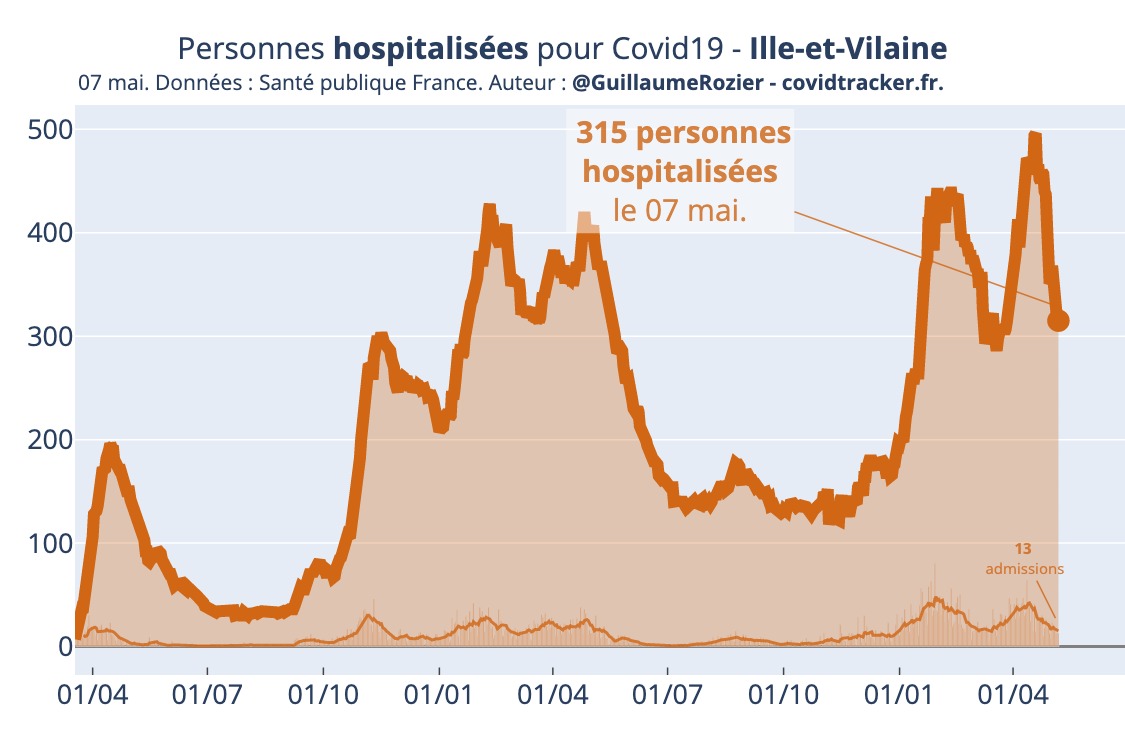 Personnes hospitalisées pour Covid19 - Ille-et-Vilaine
07 mai. Données : Santé publique France. Auteur : @GuillaumeRozier - covidtracker.fr.
315 personnes
hospitalisées
le 07 mai.
500
400
300
200
100
0
13
admissions
01/04
01/07
01/10
01/01
01/04
01/07
01/10
01/01
01/04